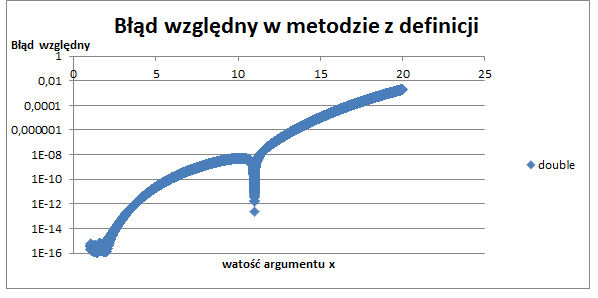 Błąd względny w metodzie z definicji
Błąd względny
1
0 5 10 15 20 25
0,01
0,0001
0,000001
1E-08
1E-10
1E-12
1E-14
1E-16
double
watość argumentu x